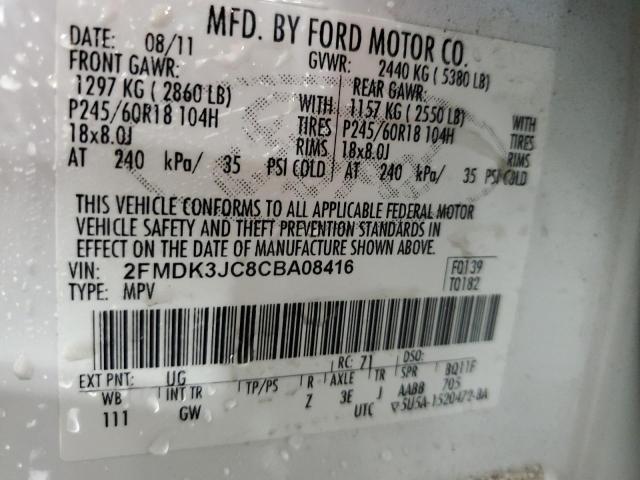 MFD. BY FORD MOTOR CO.
DATE: 08/11 GVWR: 2440 KG ( 5380 LB)
FRONT GAWR: REAR GAWR:
1297 KG ( 2860 LB) WITH 1157 KG ( 2550 LB) WITH
P245/60R18 104H TIRES P245/60R18 104H TIRES
18x8.0J RIMS 18x8.0J RIMS
AT 240 kPa/ 35 PSI COLD AT 240 kPa/ 35 PSI COLD
THIS VEHICLE CONFORMS TO ALL APPLICABLE FEDERAL MOTOR
VEHICLE SAFETY AND THEFT PREVENTION STANDARDS IN
EFFECT ON THE DATE OF MANUFACTURE SHOWN ABOVE.
VIN: 2FMDK3JC8CBA08416 F0139
TYPE: MPV T0182
RC: 71 DSO:
EXT PNT: UG TP/PS R AXLE TR SPR BQ11F
WB INT TR Z 3E J AABB 705
111 GW UTC 5U5A-1520472-BA